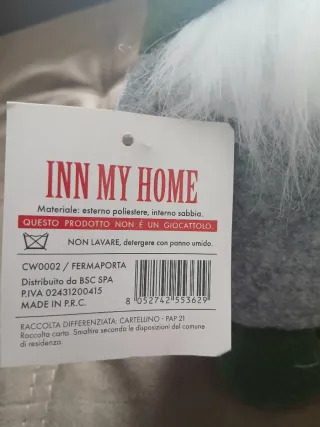 INN MY HOME
Materiale: esterno poliestere, interno sabbia.
QUESTO PRODOTTO NON È UN GIOCATTOLO.
NON LAVARE, detergere con panno umido.
CW0002 / FERMAPORTA
Distribuito da BSC SPA
P.IVA 02431200415
MADE IN P.R.C.
8 052742 553629
RACCOLTA DIFFERENZIATA: CARTELLINO - PAP 21
Raccolta carta. Smaltire secondo le disposizioni del comune
di residenza.